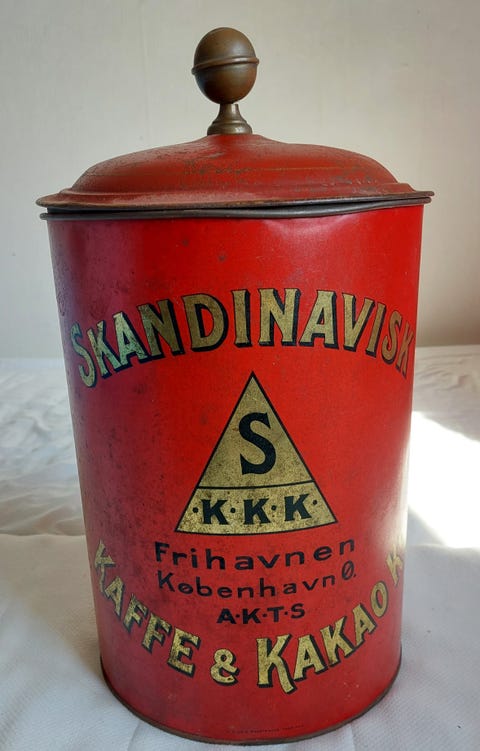 SKANDINAVISK
S
·K·K·K·
Frihavnen
København Ø.
A·K·T·S
KAFFE & KAKAO K